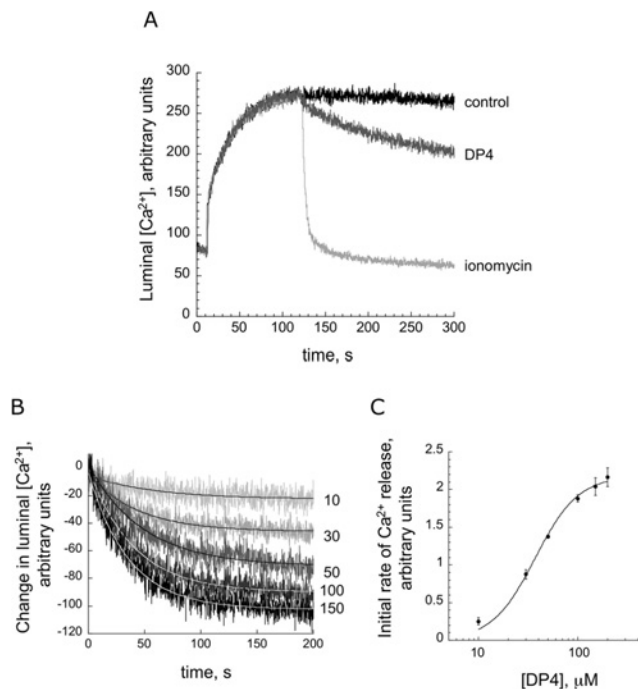 A
300
250
200
150
100
50
0
Luminal [Ca²⁺], arbitrary units
control
DP4
ionomycin
0 50 100 150 200 250 300
time, s
B
0
-20
-40
-60
-80
-100
-120
Change in luminal [Ca²⁺],
arbitrary units
10
30
50
100
150
0 50 100 150 200
time, s
C
2.5
2
1.5
1
0.5
0
Initial rate of Ca²⁺ release,
arbitrary units
10 100
[DP4], μM